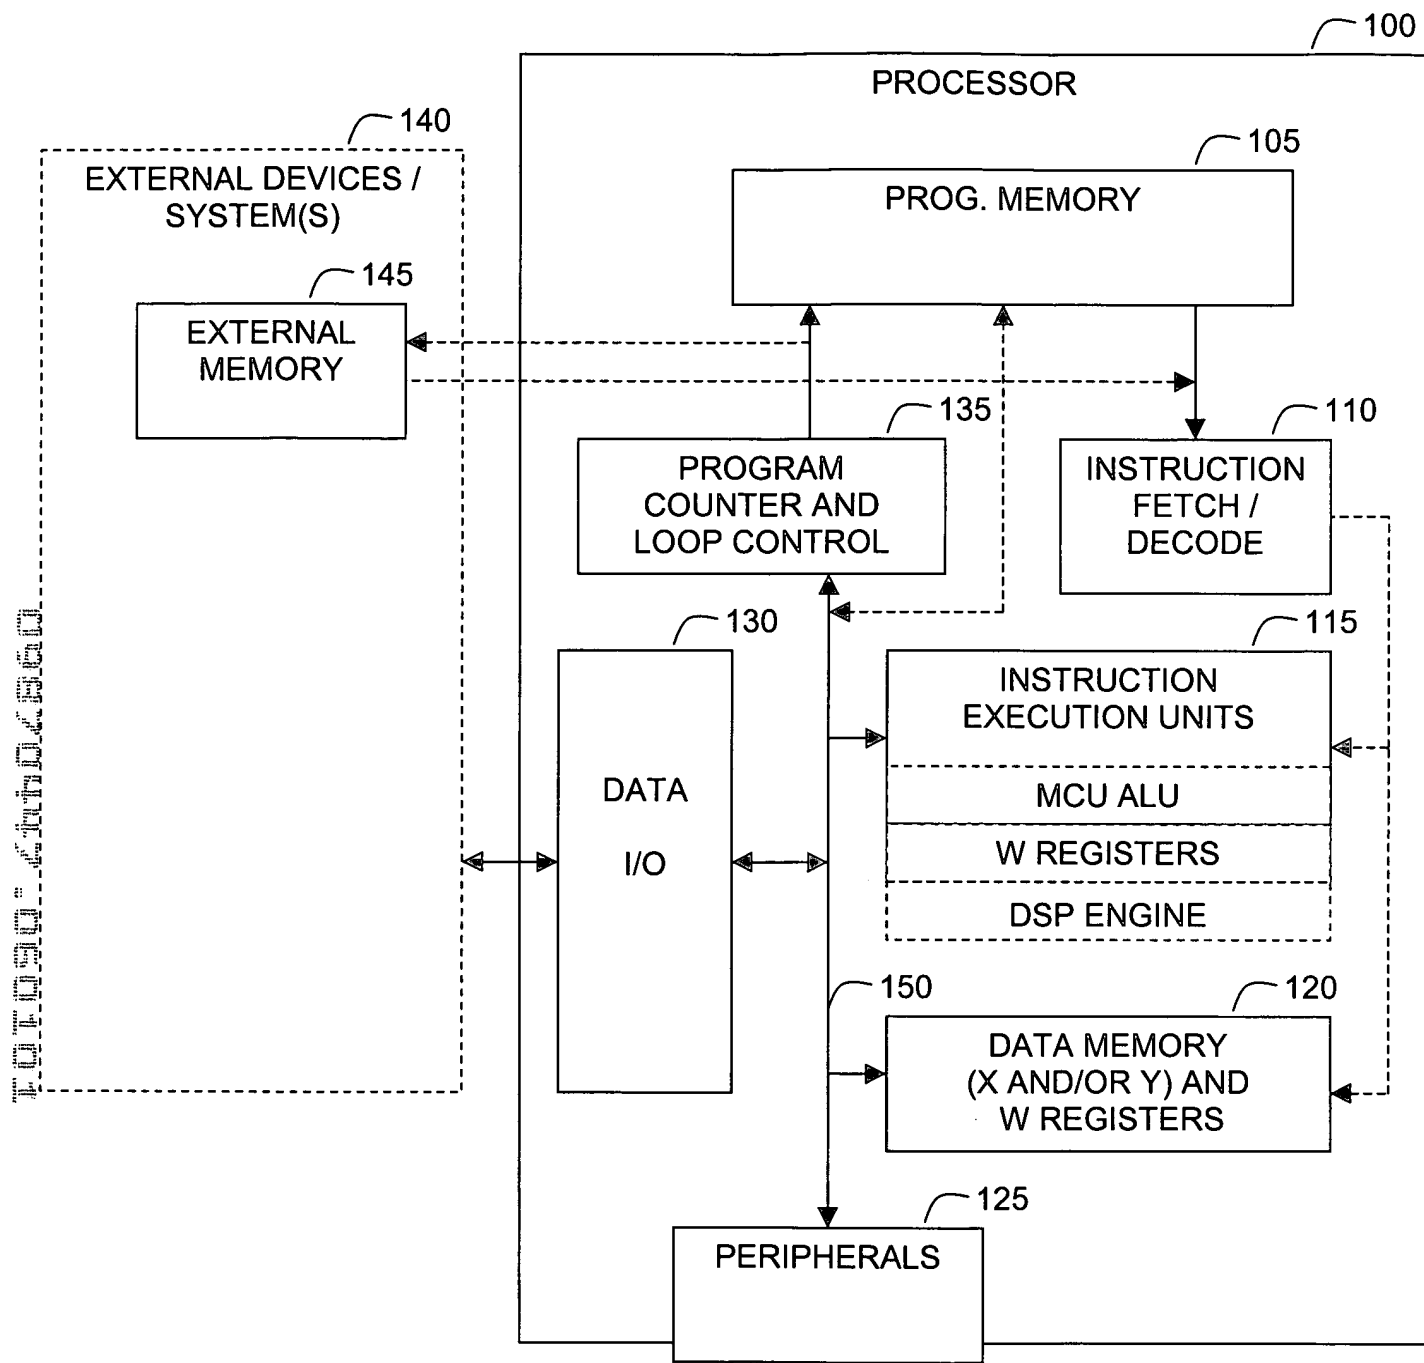 100
PROCESSOR
140
105
EXTERNAL DEVICES /
SYSTEM(S)
PROG. MEMORY
145
EXTERNAL
MEMORY
135
110
PROGRAM
COUNTER AND
LOOP CONTROL
INSTRUCTION
FETCH /
DECODE
130
115
DATA
I/O
INSTRUCTION
EXECUTION UNITS
MCU ALU
W REGISTERS
DSP ENGINE
150
120
DATA MEMORY
(X AND/OR Y) AND
W REGISTERS
125
PERIPHERALS